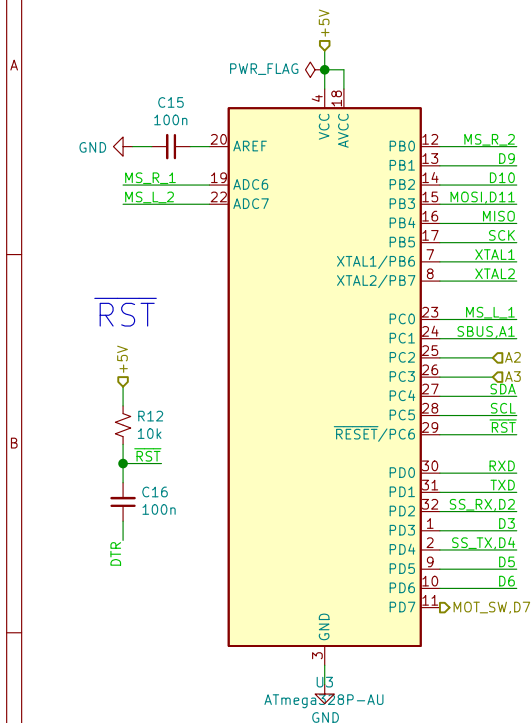 +5V
A
PWR_FLAG
4
18
C15
100n
VCC
AVCC
GND
20
AREF
PB0
12
MS_R_2
PB1
13
D9
MS_R_1
19
ADC6
PB2
14
D10
MS_L_2
22
ADC7
PB3
15
MOSI,D11
PB4
16
MISO
PB5
17
SCK
XTAL1/PB6
7
XTAL1
XTAL2/PB7
8
XTAL2
RST
PC0
23
MS_L_1
PC1
24
SBUS,A1
+5V
PC2
25
A2
PC3
26
A3
PC4
27
SDA
R12
10k
PC5
28
SCL
B
RESET/PC6
29
RST
RST
PD0
30
RXD
C16
100n
PD1
31
TXD
PD2
32
SS_RX,D2
PD3
1
D3
DTR
PD4
2
SS_TX,D4
PD5
9
D5
PD6
10
D6
PD7
11
MOT_SW,D7
GND
3
U3
ATmega328P-AU
GND